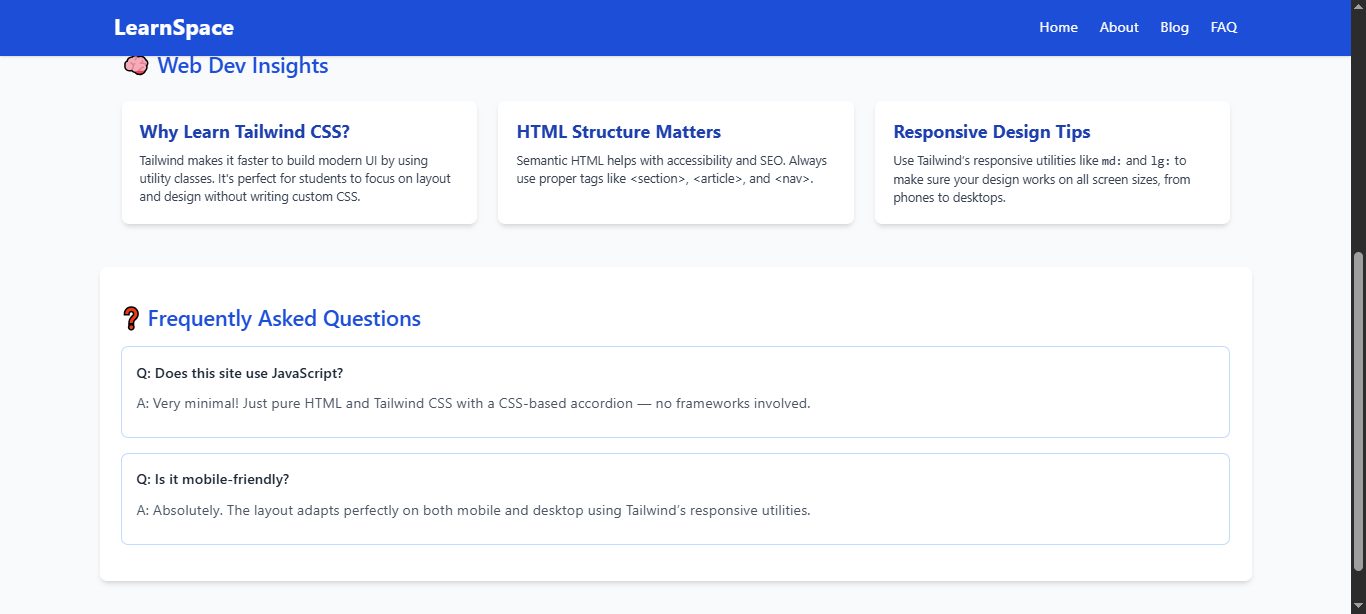 LearnSpace
Home About Blog FAQ
🧠 Web Dev Insights
Why Learn Tailwind CSS?
Tailwind makes it faster to build modern UI by using
utility classes. It's perfect for students to focus on layout
and design without writing custom CSS.
HTML Structure Matters
Semantic HTML helps with accessibility and SEO. Always
use proper tags like <section>, <article>, and <nav>.
Responsive Design Tips
Use Tailwind's responsive utilities like md: and lg: to
make sure your design works on all screen sizes, from
phones to desktops.
❓ Frequently Asked Questions
Q: Does this site use JavaScript?
A: Very minimal! Just pure HTML and Tailwind CSS with a CSS-based accordion — no frameworks involved.
Q: Is it mobile-friendly?
A: Absolutely. The layout adapts perfectly on both mobile and desktop using Tailwind's responsive utilities.